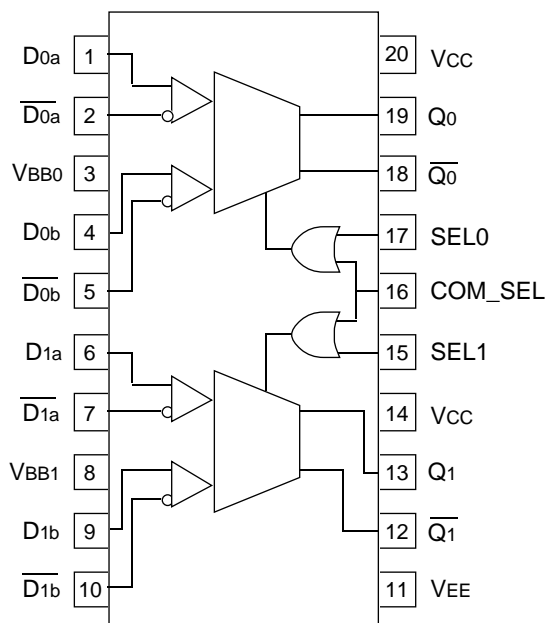 D0a 1
D0a 2
VBB0 3
D0b 4
D0b 5
D1a 6
D1a 7
VBB1 8
D1b 9
D1b 10
20 VCC
19 Q0
18 Q0
17 SEL0
16 COM_SEL
15 SEL1
14 VCC
13 Q1
12 Q1
11 VEE